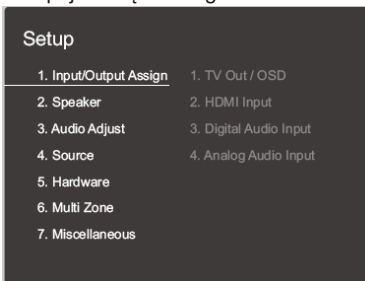 Setup
1. Input/Output Assign
2. Speaker
3. Audio Adjust
4. Source
5. Hardware
6. Multi Zone
7. Miscellaneous
1. TV Out / OSD
2. HDMI Input
3. Digital Audio Input
4. Analog Audio Input